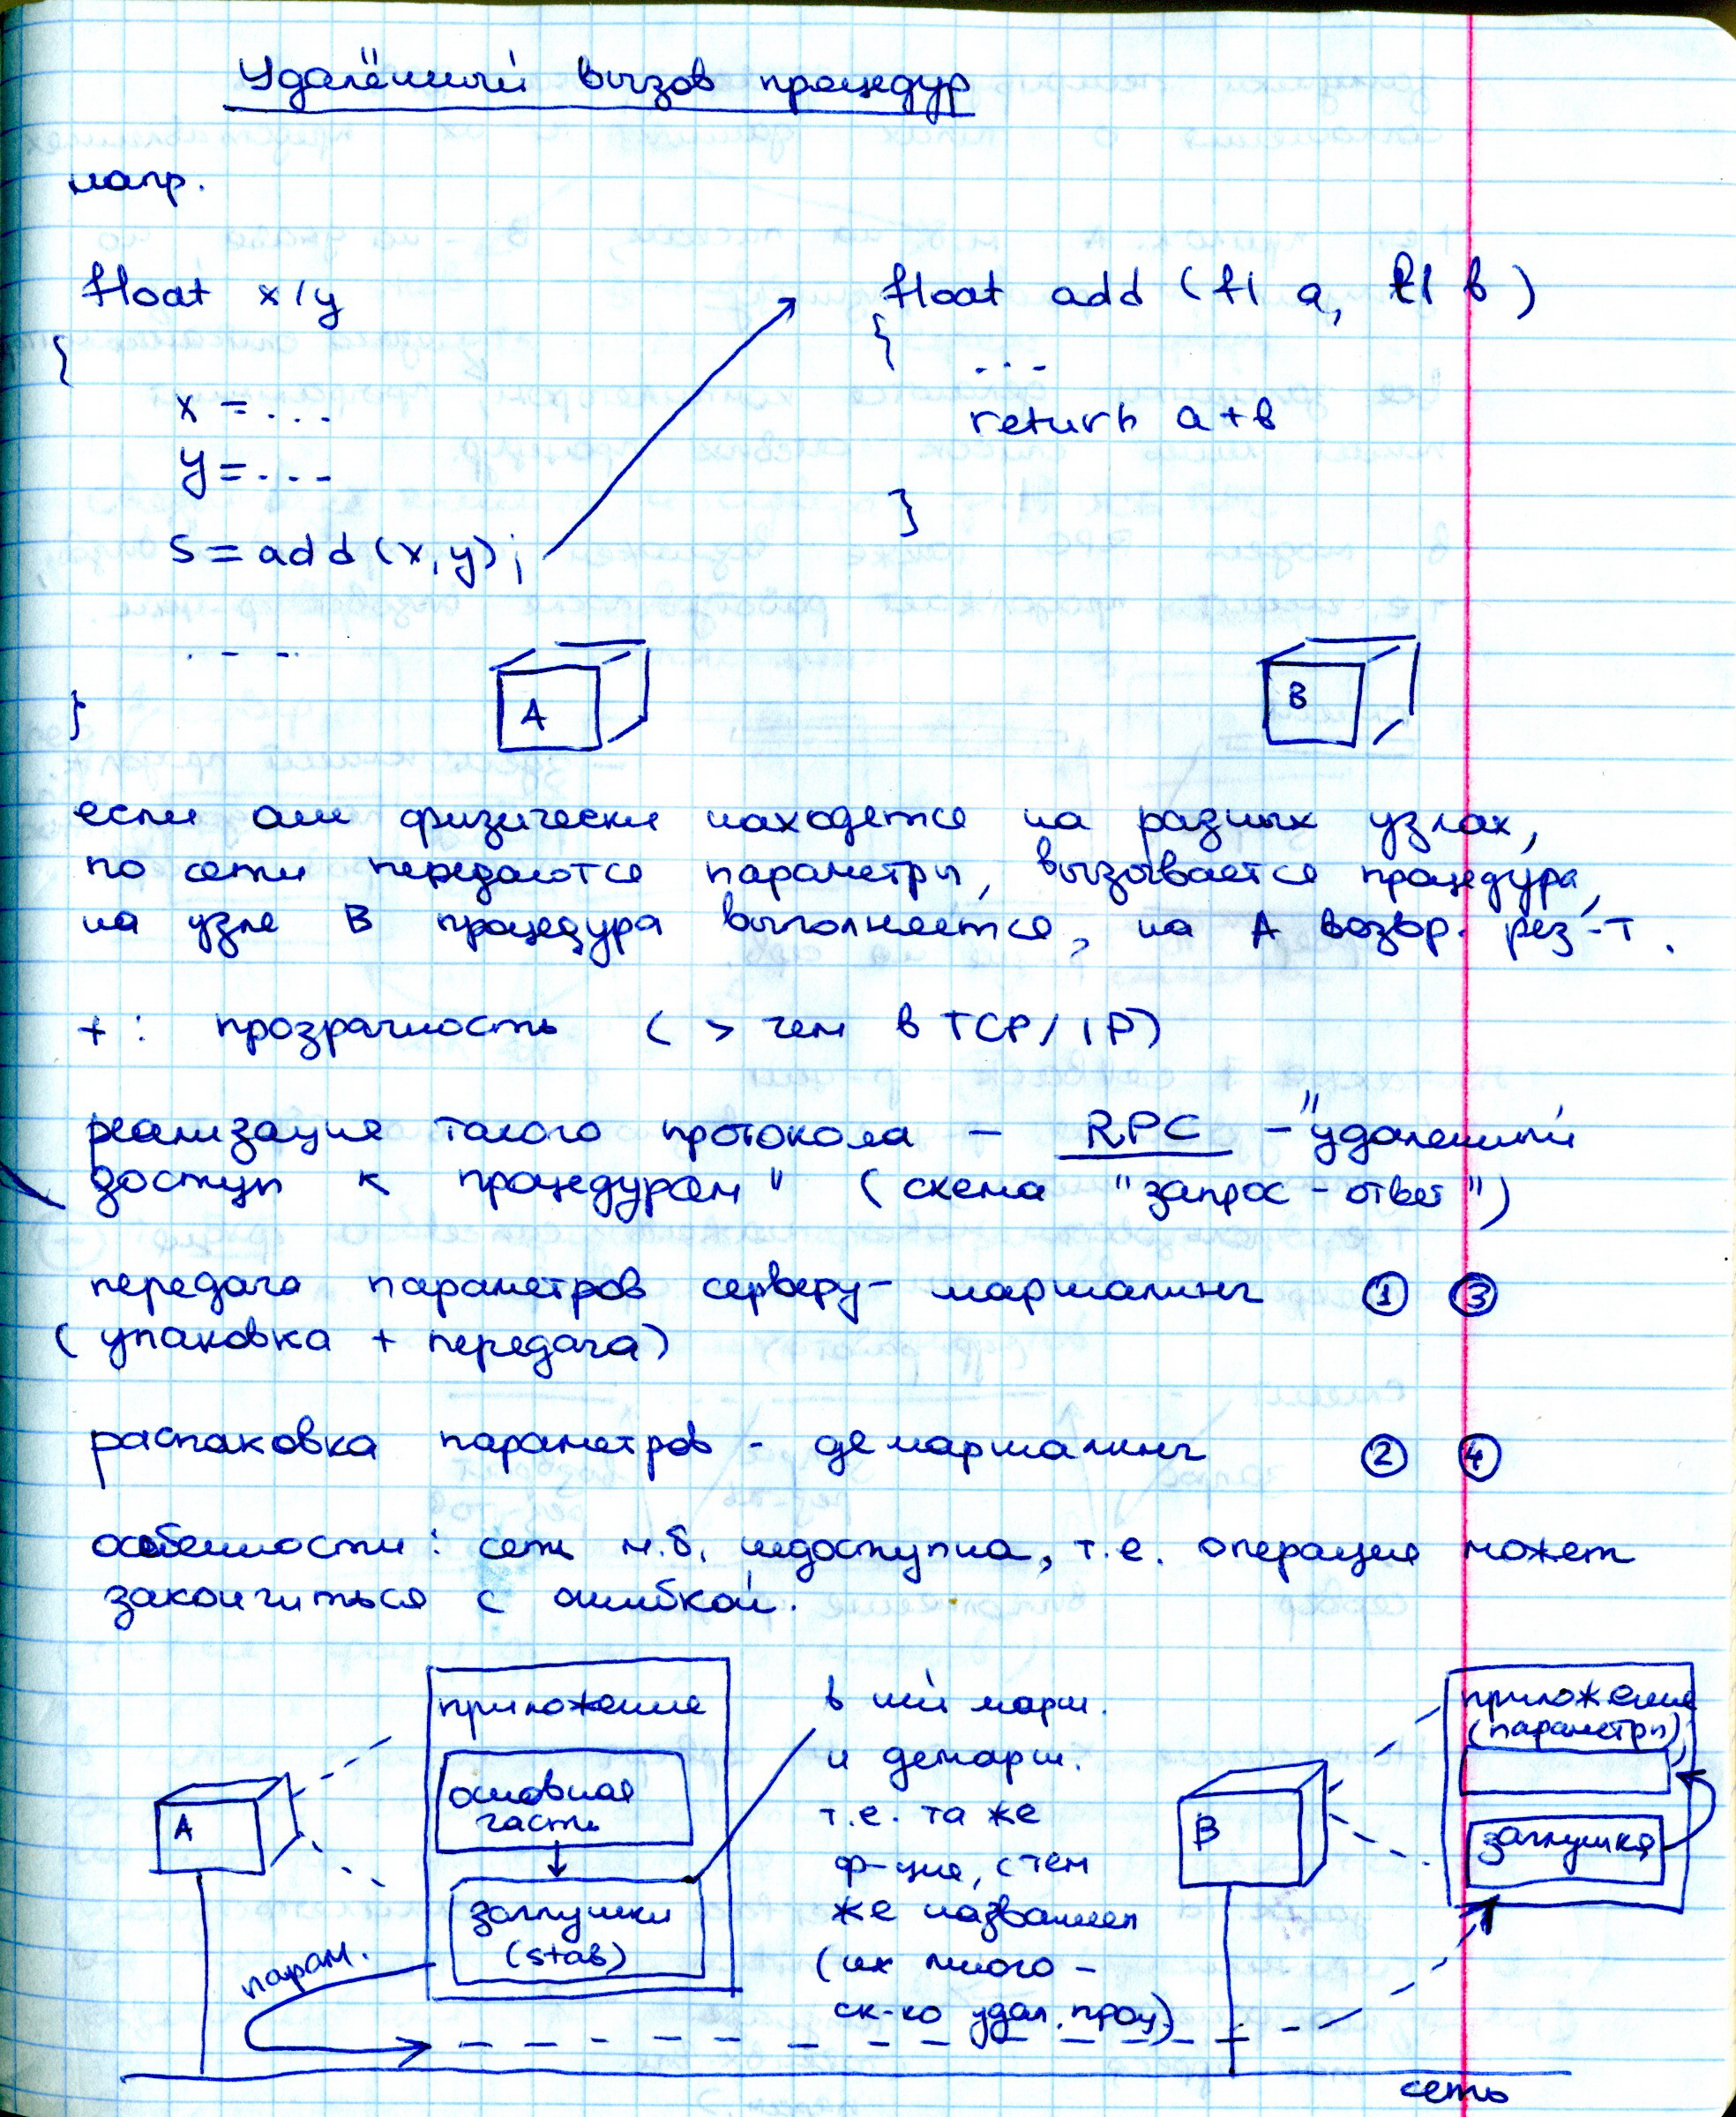 Удалённый вызов процедур
напр.
float x,y
{
x = ...
y = ...
s = add (x, y);
...
}
float add (fl a, fl b)
{
...
return a+b
}
A
B
если они физически находятся на разных узлах,
по сети передаются параметры, вызывается процедура,
на узле B процедура выполняется, на A возвр. рез-т.
+: прозрачность ( > чем в TCP/IP)
реализация такого протокола – RPC – "удаленный
доступ к процедурам" (схема "запрос – ответ")
передача параметров серверу – маршалинг ① ③
(упаковка + передача)
распаковка параметров - демаршалинг ② ④
особенности: сеть м.б. недоступна, т.е. операция может
закончиться с ошибкой.
A
приложение
основная
часть
заглушки
(stab)
парам.
в ней марш.
и демарш.
т.е. та же
ф-ция, с тем
же названием
(их много -
ск-ко удал. проц)
B
приложение
(параметры)
заглушка
сеть